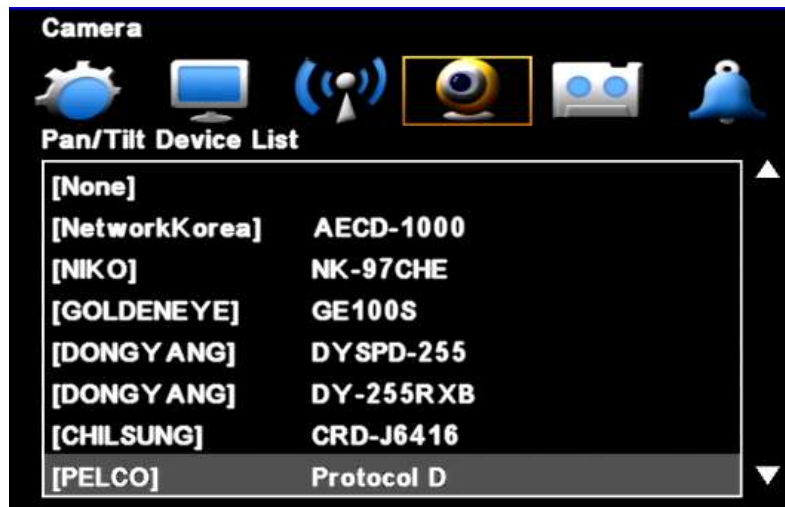 Camera
Pan/Tilt Device List
[None]
[NetworkKorea] AECD-1000
[NIKO] NK-97CHE
[GOLDENEYE] GE100S
[DONGYANG] DYSPD-255
[DONGYANG] DY-255RXB
[CHILSUNG] CRD-J6416
[PELCO] Protocol D